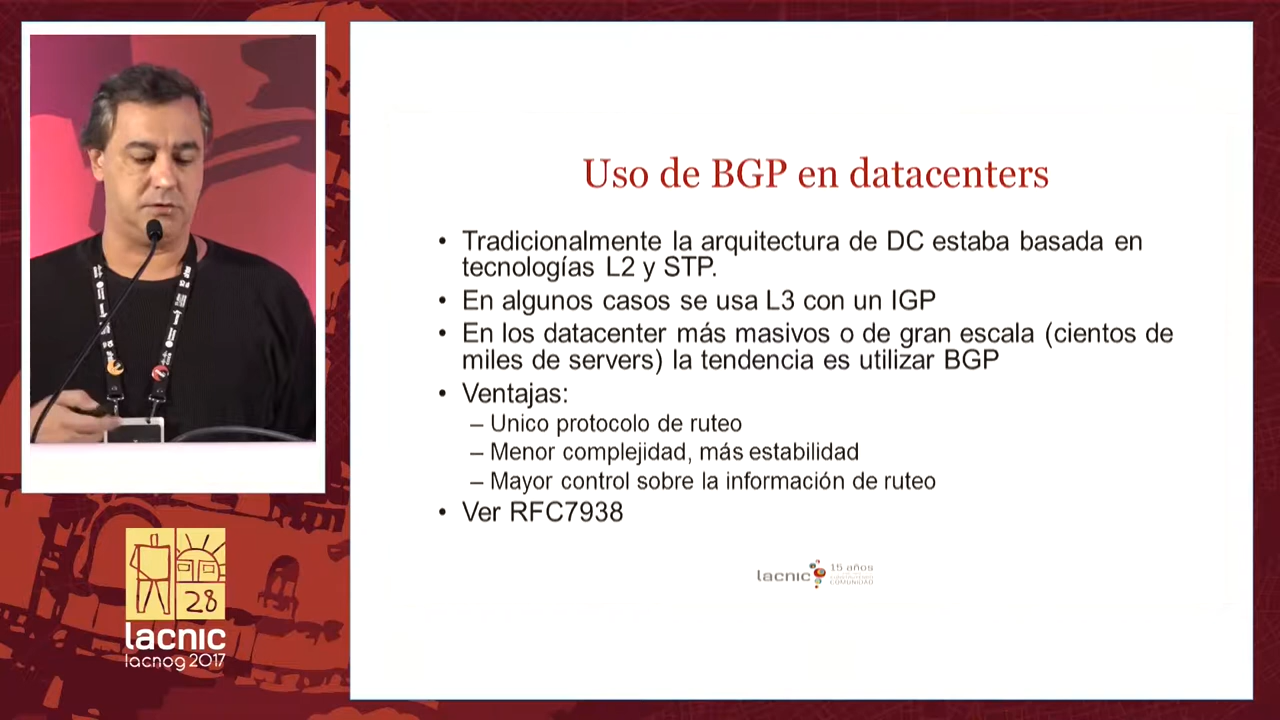 Uso de BGP en datacenters
• Tradicionalmente la arquitectura de DC estaba basada en
tecnologías L2 y STP.
• En algunos casos se usa L3 con un IGP
• En los datacenter más masivos o de gran escala (cientos de
miles de servers) la tendencia es utilizar BGP
• Ventajas:
– Unico protocolo de ruteo
– Menor complejidad, más estabilidad
– Mayor control sobre la información de ruteo
• Ver RFC7938
lacnic 15 años
COMUNIDAD
28
lacnic
lacnog 2017